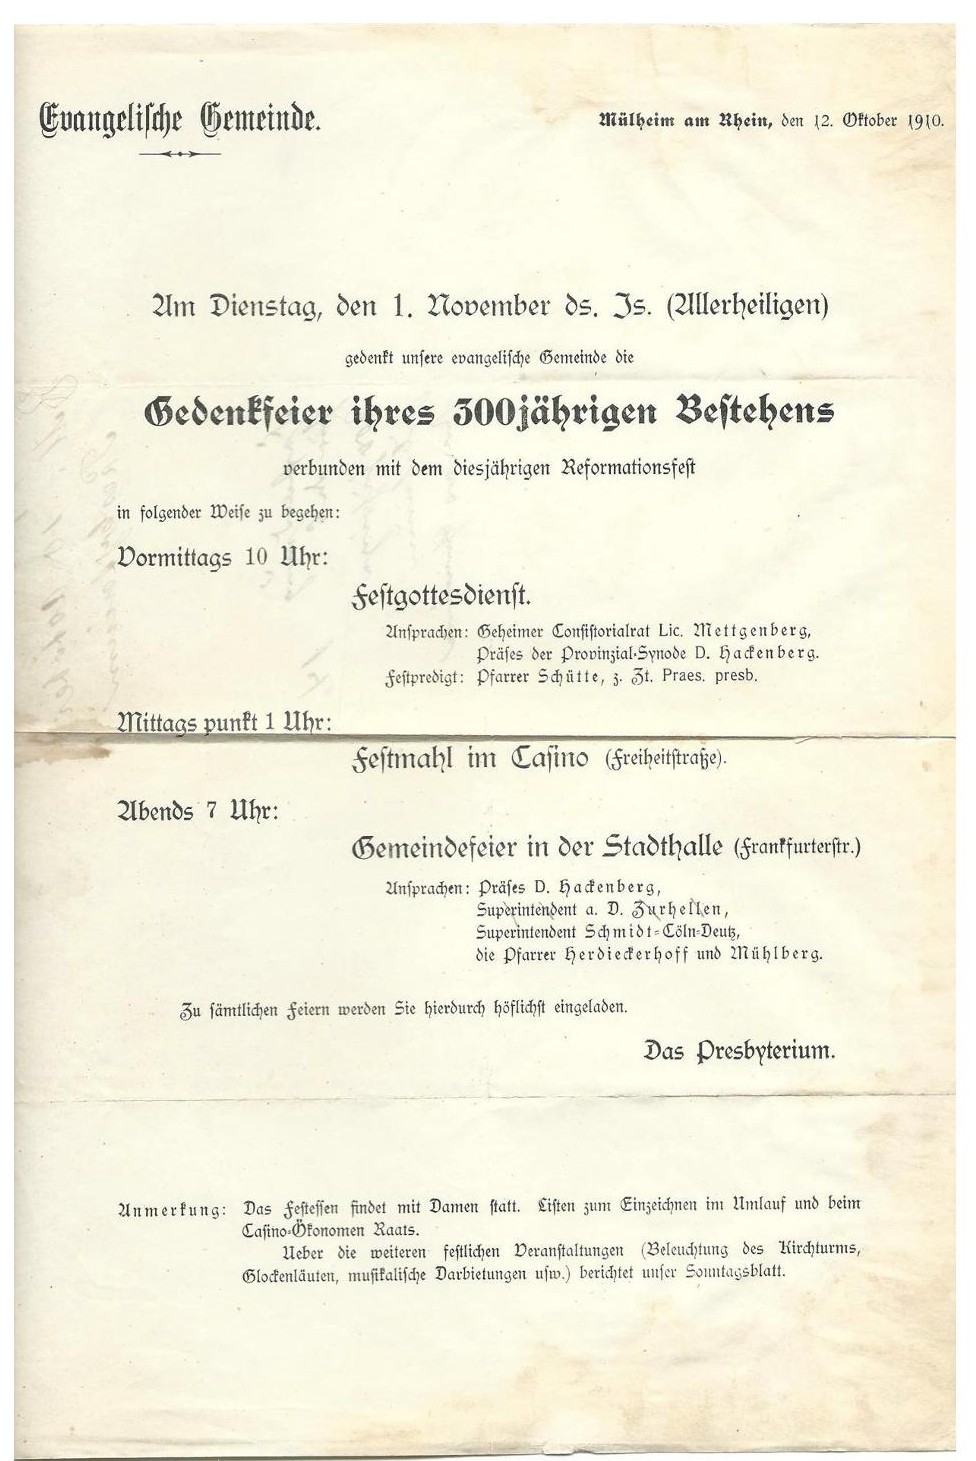 Evangelische Gemeinde.
Mülheim am Rhein, den 12. Oktober 1910.
Am Dienstag, den 1. November ds. Js. (Allerheiligen)
gedenkt unsere evangelische Gemeinde die
Gedenkfeier ihres 300jährigen Bestehens
verbunden mit dem diesjährigen Reformationsfest
in folgender Weise zu begehen:
Vormittags 10 Uhr:
Festgottesdienst.
Ansprachen: Geheimer Consistorialrat Lic. Mettgenberg,
Präses der Provinzial-Synode D. Hackenberg.
Festpredigt: Pfarrer Schütte, z. Zt. Praes. presb.
Mittags punkt 1 Uhr:
Festmahl im Casino (Freiheitstraße).
Abends 7 Uhr:
Gemeindefeier in der Stadthalle (Frankfurterstr.)
Ansprachen: Präses D. Hackenberg,
Superintendent a. D. Zurhellen,
Superintendent Schmidt-Cöln-Deutz,
die Pfarrer Herdieckerhoff und Mühlberg.
Zu sämtlichen Feiern werden Sie hierdurch höflichst eingeladen.
Das Presbyterium.
Anmerkung: Das Festessen findet mit Damen statt. Listen zum Einzeichnen im Umlauf und beim
Casino-Ökonomen Raats.
Ueber die weiteren festlichen Veranstaltungen (Beleuchtung des Kirchturms,
Glockenläuten, musikalische Darbietungen usw.) berichtet unser Sonntagsblatt.